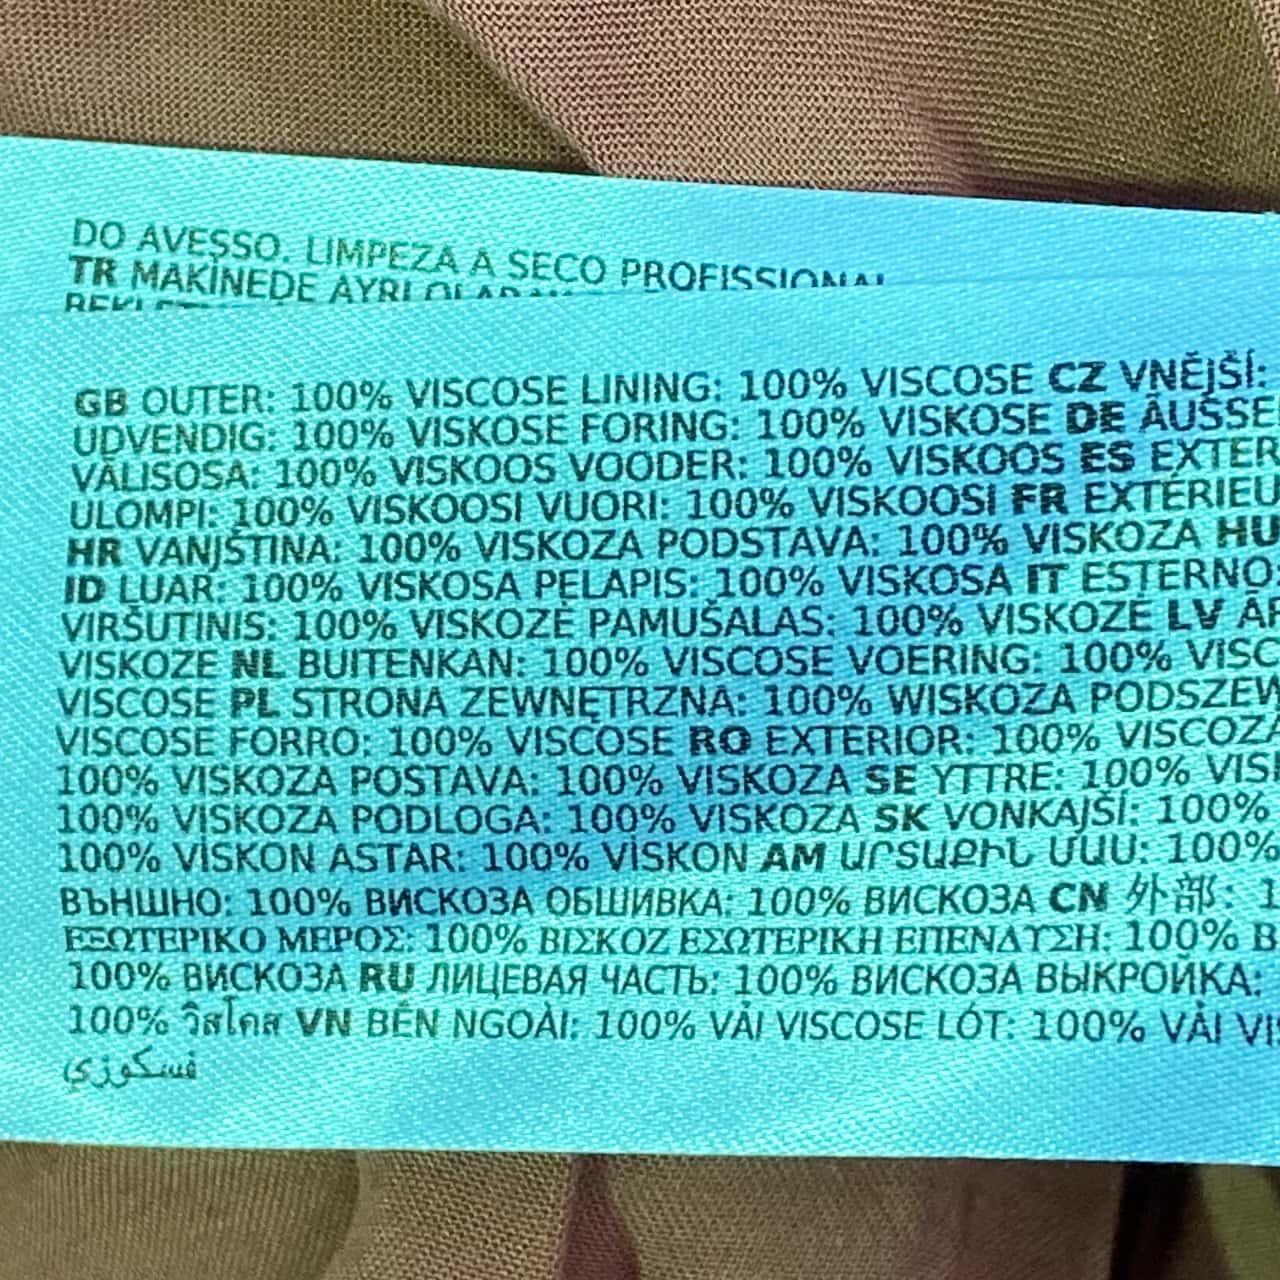 DO AVESSO. LIMPEZA A SECO PROFISSIONAL
TR MAKİNEDE AYRI OLARAK
GB OUTER: 100% VISCOSE LINING: 100% VISCOSE CZ VNĚJŠÍ:
UDVENDIG: 100% VISKOSE FORING: 100% VISKOSE DE AUSSE
VÄLISOSA: 100% VISKOOS VOODER: 100% VISKOOS ES EXTER
ULOMPI: 100% VISKOOSI VUORI: 100% VISKOOSI FR EXTÉRIEU
HR VANJŠTINA: 100% VISKOZA PODSTAVA: 100% VISKOZA HU
ID LUAR: 100% VISKOSA PELAPIS: 100% VISKOSA IT ESTERNO:
VIRŠUTINIS: 100% VISKOZĖ PAMUŠALAS: 100% VISKOZĖ LV ĀR
VISKOZE NL BUITENKAN: 100% VISCOSE VOERING: 100% VISC
VISCOSE PL STRONA ZEWNĘTRZNA: 100% WISKOZA PODSZEW
VISCOSE FORRO: 100% VISCOSE RO EXTERIOR: 100% VISCOZA
100% VISKOZA POSTAVA: 100% VISKOZA SE YTTRE: 100% VISK
100% VISKOZA PODLOGA: 100% VISKOZA SK VONKAJŠÍ: 100%
100% VİSKON ASTAR: 100% VİSKON AM ԱՐՏԱՔԻՆ ՄԱՍ: 100%
ВЪНШНО: 100% ВИСКОЗА ОБШИВКА: 100% ВИСКОЗА CN 外部: 1
ΕΞΩΤΕΡΙΚΟ ΜΕΡΟΣ: 100% ΒΙΣΚΟΖ ΕΣΩΤΕΡΙΚΗ ΕΠΕΝΔΥΣΗ: 100% Β
100% ВИСКОЗА RU ЛИЦЕВАЯ ЧАСТЬ: 100% ВИСКОЗА ВЫКРОЙКА:
100% วิสโคส VN BÊN NGOÀI: 100% VẢI VISCOSE LÓT: 100% VẢI VIS
فسكوزي